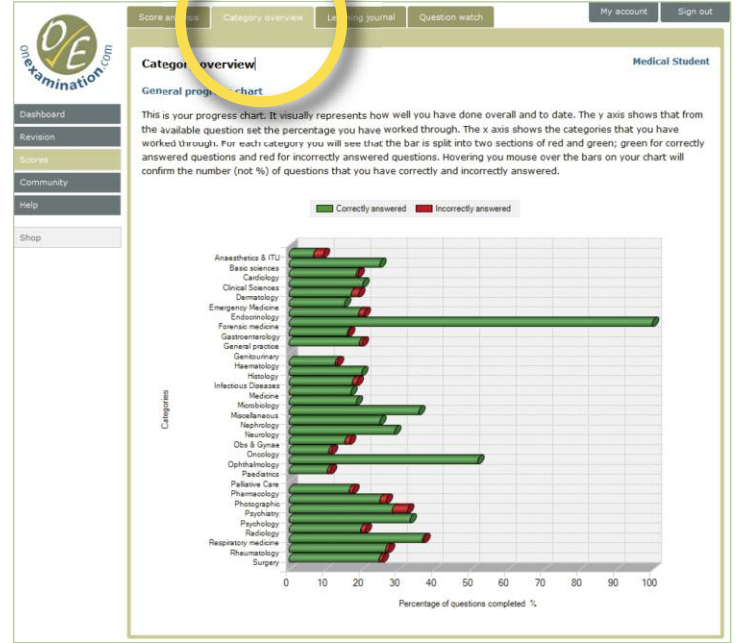 onexamination.com
Score analysis
Category overview
Learning journal
Question watch
My account
Sign out
Dashboard
Revision
Scores
Community
Help
Shop
Category overview
Medical Student
General progress chart
This is your progress chart. It visually represents how well you have done overall and to date. The y axis shows that from
the available question set the percentage you have worked through. The x axis shows the categories that you have
worked through. For each category you will see that the bar is split into two sections of red and green; green for correctly
answered questions and red for incorrectly answered questions. Hovering you mouse over the bars on your chart will
confirm the number (not %) of questions that you have correctly and incorrectly answered.
Correctly answered
Incorrectly answered
Categories
Anaesthetics & ITU
Basic sciences
Cardiology
Clinical Sciences
Dermatology
Emergency Medicine
Endocrinology
Forensic medicine
Gastroenterology
General practice
Genitourinary
Haematology
Histology
Infectious Diseases
Medicine
Microbiology
Miscellaneous
Nephrology
Neurology
Obs & Gynae
Oncology
Ophthalmology
Paediatrics
Palliative Care
Pharmacology
Photographic
Psychiatry
Psychology
Radiology
Respiratory medicine
Rheumatology
Surgery
0 10 20 30 40 50 60 70 80 90 100
Percentage of questions completed %